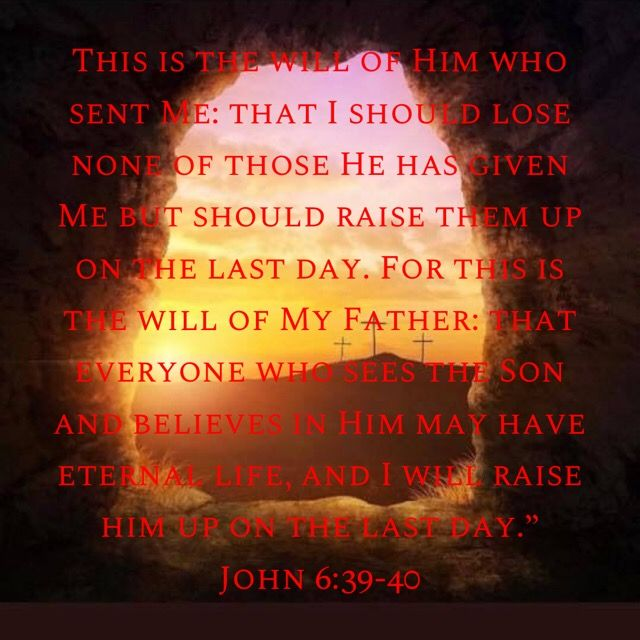 This is the will of Him who
sent Me: that I should lose
none of those He has given
Me but should raise them up
on the last day. For this is
the will of My Father: that
everyone who sees the Son
and believes in Him may have
eternal life, and I will raise
him up on the last day.”
John 6:39-40